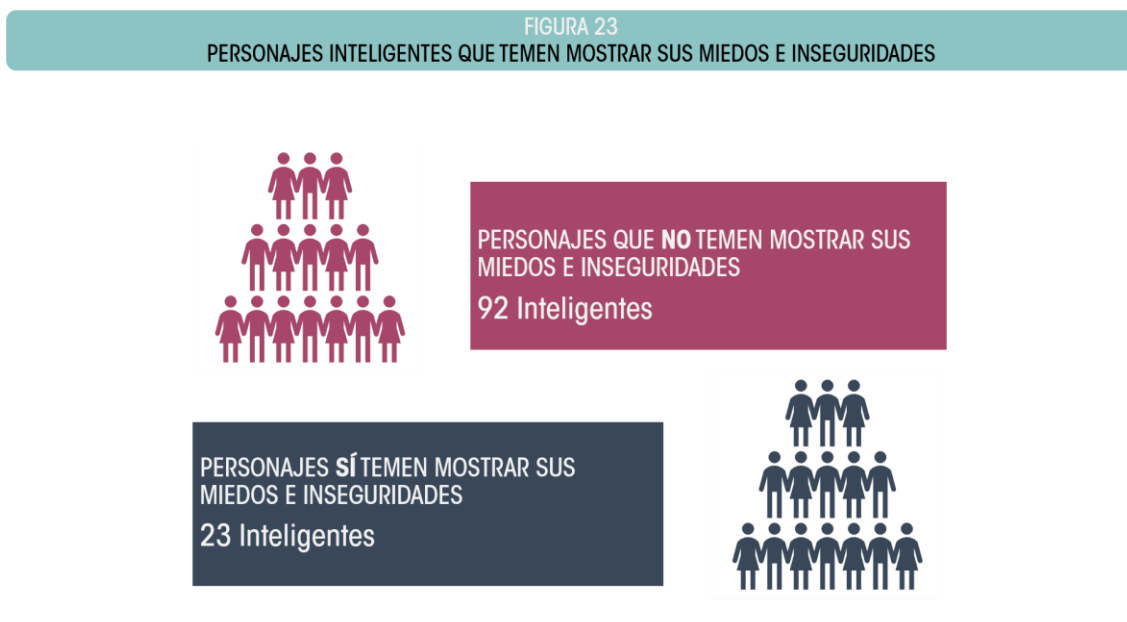 FIGURA 23
PERSONAJES INTELIGENTES QUE TEMEN MOSTRAR SUS MIEDOS E INSEGURIDADES
PERSONAJES QUE NO TEMEN MOSTRAR SUS
MIEDOS E INSEGURIDADES
92 Inteligentes
PERSONAJES SÍ TEMEN MOSTRAR SUS
MIEDOS E INSEGURIDADES
23 Inteligentes